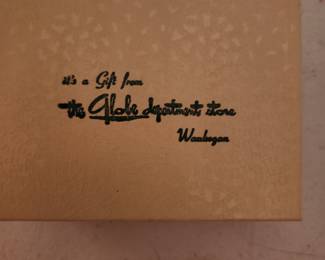 it's a Gift from
the Globe department store
Waukegan